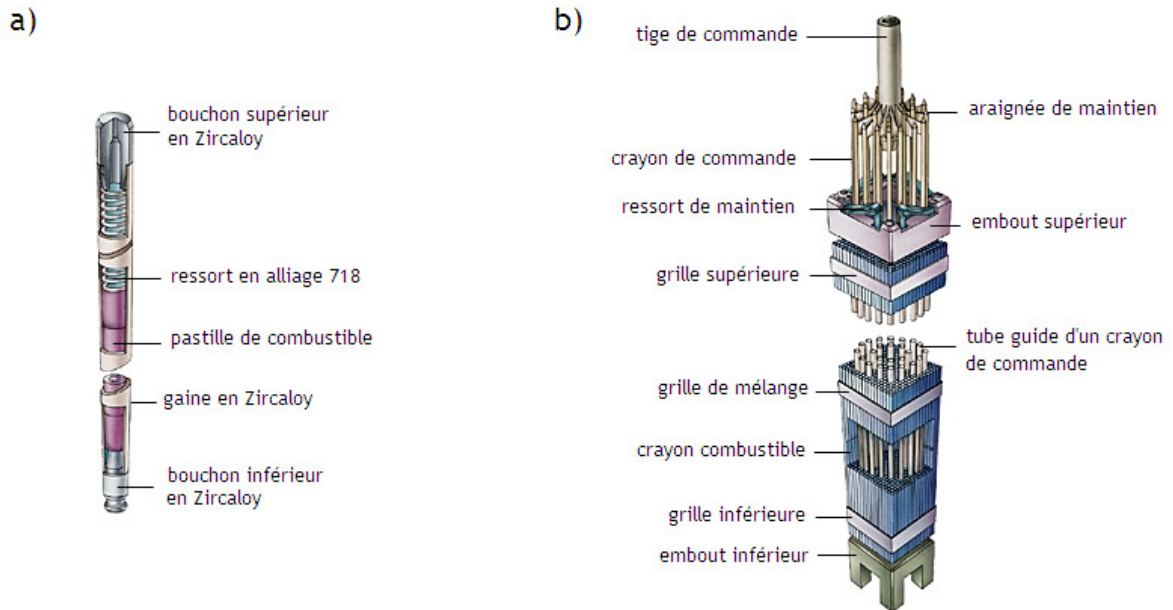 a)
bouchon supérieur
en Zircaloy
ressort en alliage 718
pastille de combustible
gaine en Zircaloy
bouchon inférieur
en Zircaloy
b)
tige de commande
araignée de maintien
crayon de commande
ressort de maintien
embout supérieur
grille supérieure
tube guide d'un crayon
de commande
grille de mélange
crayon combustible
grille inférieure
embout inférieur